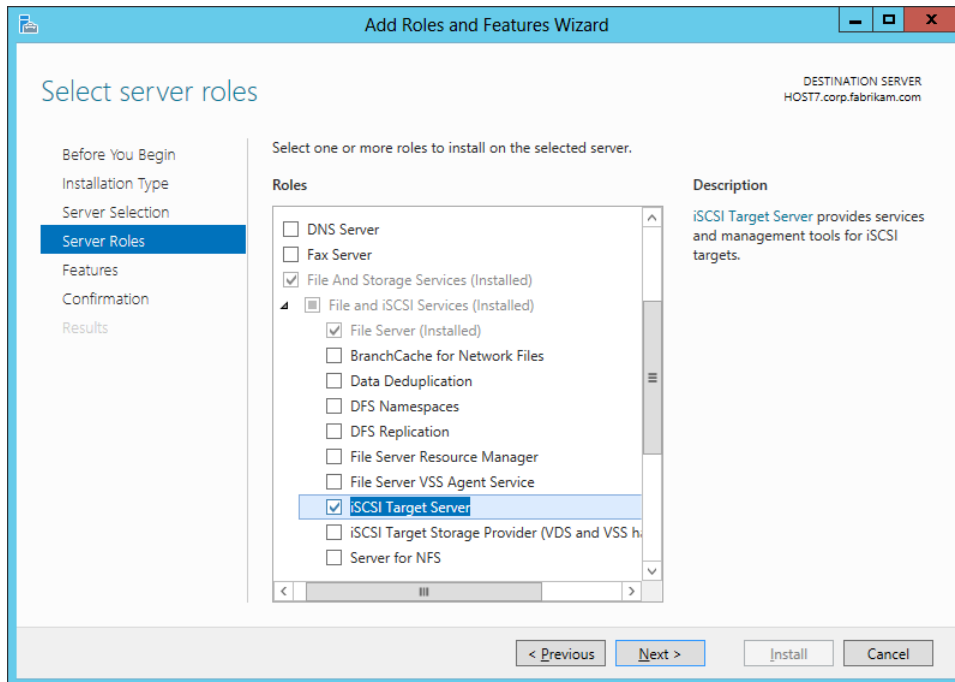 Add Roles and Features Wizard
Select server roles
DESTINATION SERVER
HOST7.corp.fabrikam.com
Before You Begin
Installation Type
Server Selection
Server Roles
Features
Confirmation
Results
Select one or more roles to install on the selected server.
Roles
DNS Server
Fax Server
File And Storage Services (Installed)
File and iSCSI Services (Installed)
File Server (Installed)
BranchCache for Network Files
Data Deduplication
DFS Namespaces
DFS Replication
File Server Resource Manager
File Server VSS Agent Service
iSCSI Target Server
iSCSI Target Storage Provider (VDS and VSS ha
Server for NFS
Description
iSCSI Target Server provides services
and management tools for iSCSI
targets.
< Previous
Next >
Install
Cancel